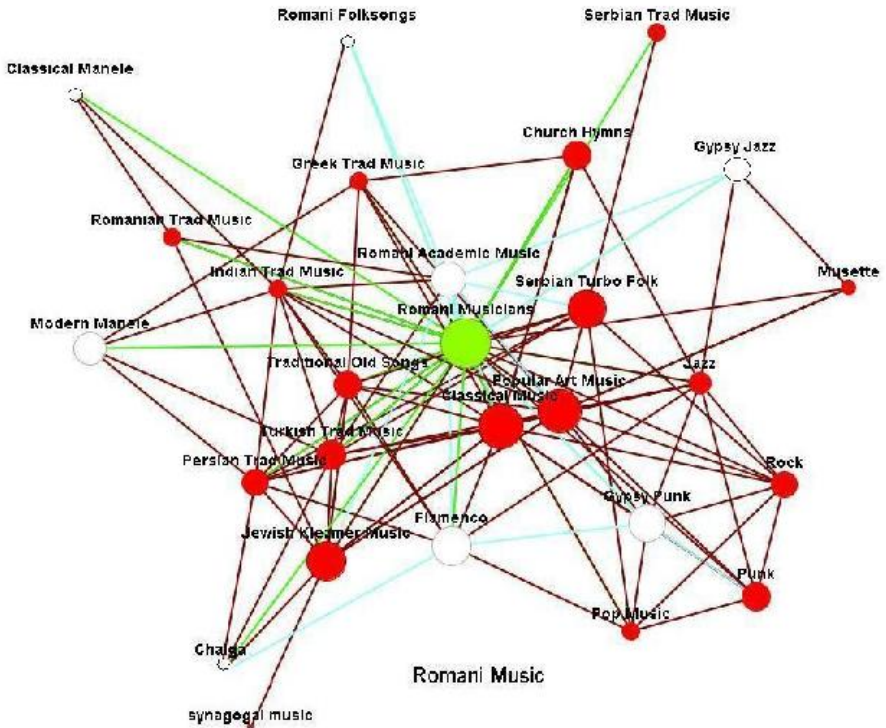 Romani Folksongs
Serbian Trad Music
Classical Manele
Church Hymns
Gypsy Jazz
Greek Trad Music
Romanian Trad Music
Romani Academic Music
Indian Trad Music
Serbian Turbo Folk
Musette
Romani Musicians
Modern Manele
Traditional Old Songs
Jazz
Popular Art Music
Classical Music
Turkish Trad Music
Persian Trad Music
Rock
Gypsy Punk
Flamenco
Jewish Klezmer Music
Punk
Pop Music
Chalga
Romani Music
synagogal music